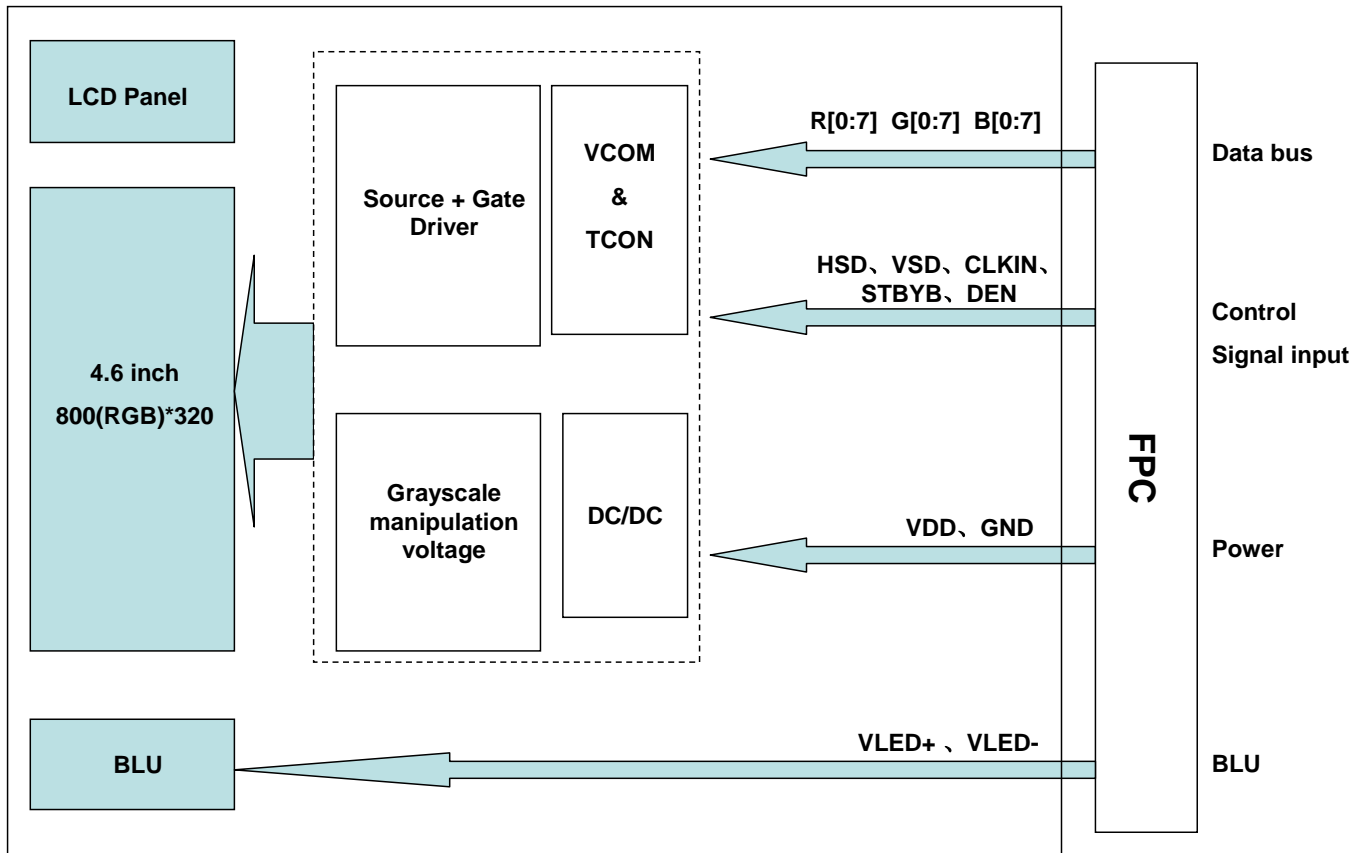 LCD Panel
4.6 inch
800(RGB)*320
BLU
Source + Gate
Driver
VCOM
&
TCON
Grayscale
manipulation
voltage
DC/DC
R[0:7] G[0:7] B[0:7]
HSD、VSD、CLKIN、
STBYB、DEN
VDD、GND
VLED+ 、VLED-
FPC
Data bus
Control
Signal input
Power
BLU